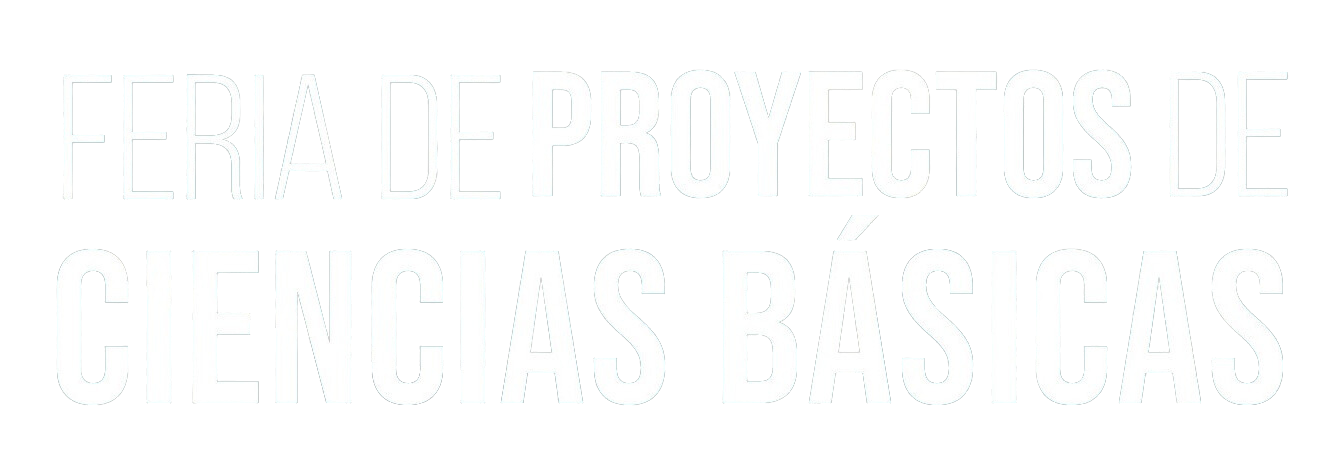 FERIA DE PROYECTOS DE
CIENCIAS BÁSICAS